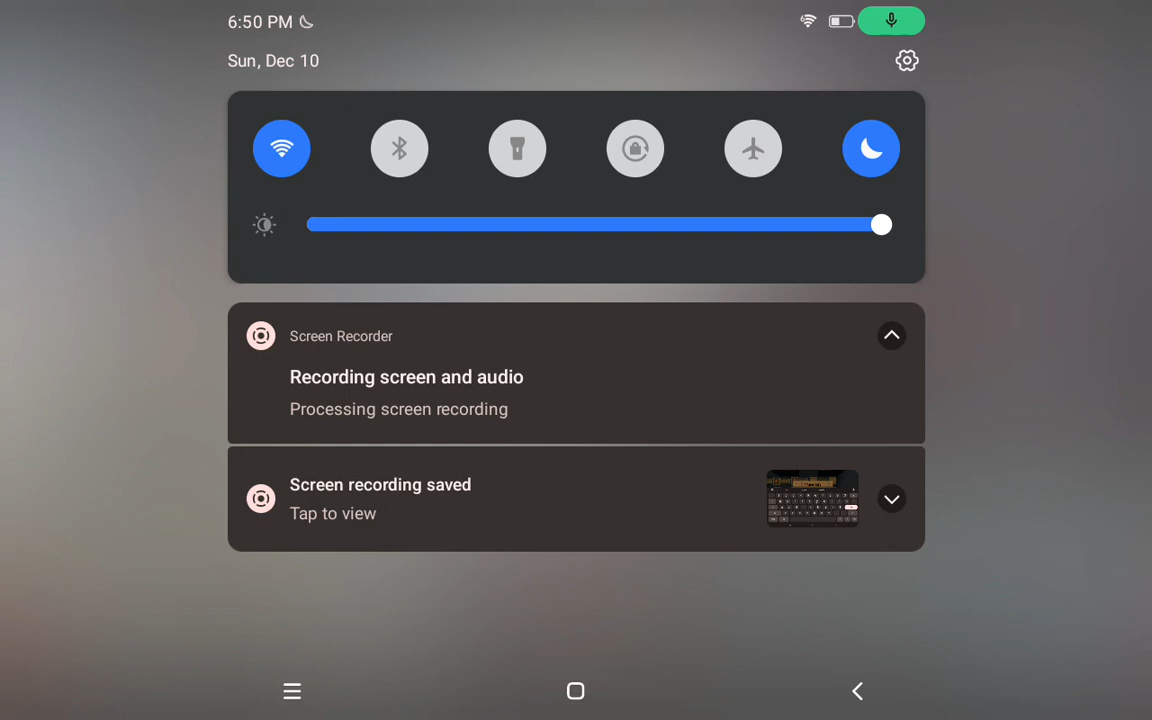 6:50 PM
Sun, Dec 10
Screen Recorder
Recording screen and audio
Processing screen recording
Screen recording saved
Tap to view